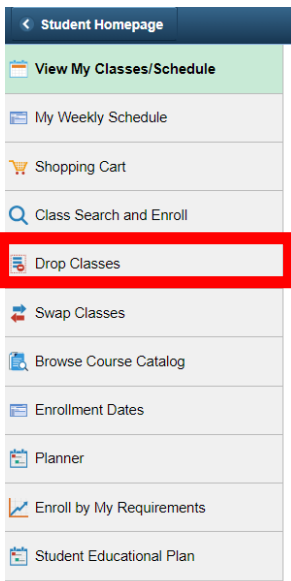 Student Homepage
View My Classes/Schedule
My Weekly Schedule
Shopping Cart
Class Search and Enroll
Drop Classes
Swap Classes
Browse Course Catalog
Enrollment Dates
Planner
Enroll by My Requirements
Student Educational Plan